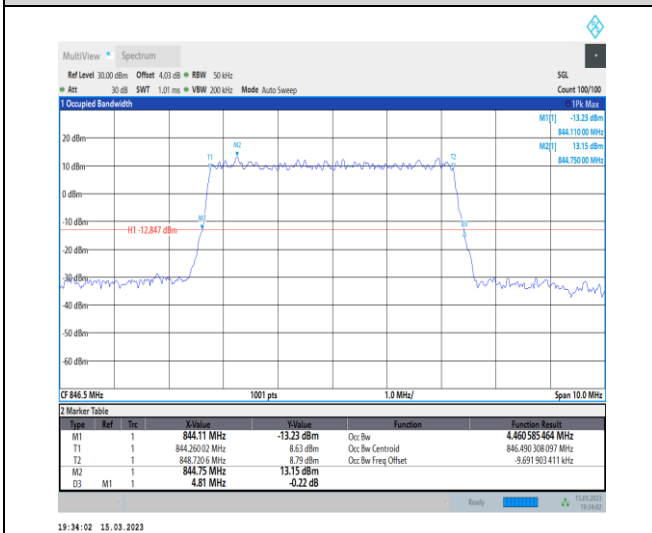 MultiView Spectrum
Ref Level 30.00 dBm Offset 4.03 dB RBW 50 kHz SGL
Att 30 dB SWT 1.01 ms VBW 200 kHz Mode Auto Sweep Count 100/100
1 Occupied Bandwidth 1Pk Max
M1[1] -13.23 dBm
844.110 00 MHz
M2[1] 13.15 dBm
844.750 00 MHz
20 dBm
M2
T1 T2
10 dBm
0 dBm
-10 dBm
M1
H1 -12.847 dBm
-30 dBm
-40 dBm
-50 dBm
-60 dBm
CF 846.5 MHz 1001 pts 1.0 MHz/ Span 10.0 MHz
2 Marker Table
Type Ref Trc X-Value Y-Value Function Function Result
M1 1 844.11 MHz -13.23 dBm Occ Bw 4.460 585 464 MHz
T1 1 844.260 02 MHz 8.63 dBm Occ Bw Centroid 846.490 308 097 MHz
T2 1 848.720 6 MHz 8.79 dBm Occ Bw Freq Offset -9.691 903 411 kHz
M2 1 844.75 MHz 13.15 dBm
D3 M1 1 4.81 MHz -0.22 dB
Ready 15.03.2023
19:34:02
19:34:02 15.03.2023